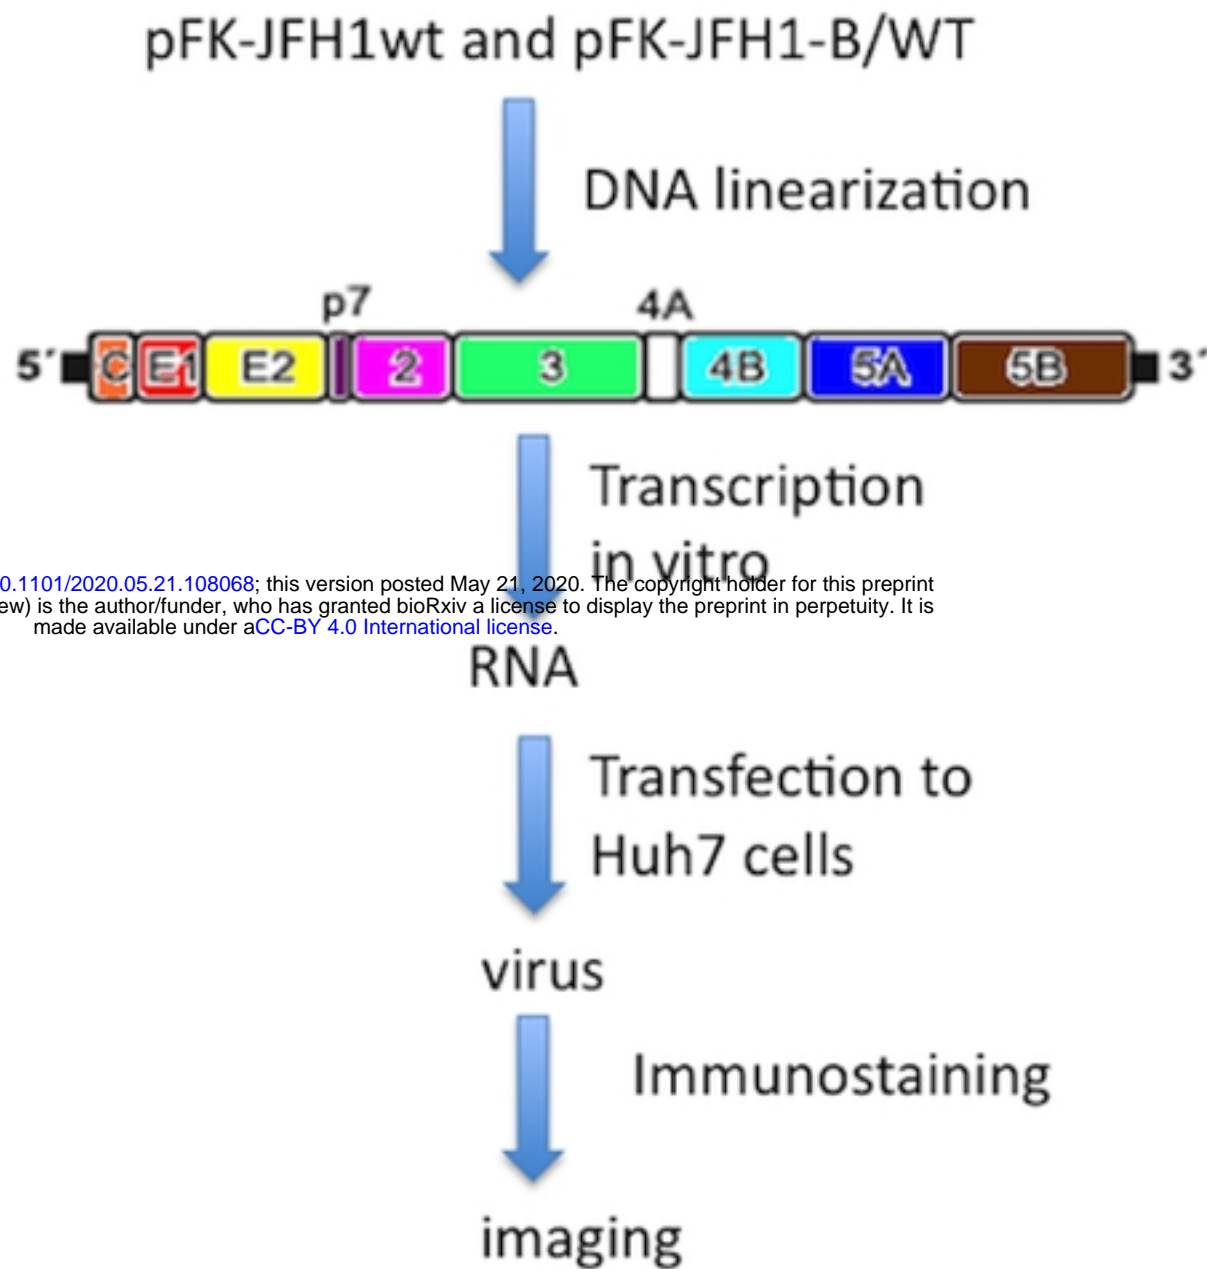 pFK-JFH1wt and pFK-JFH1-B/WT
DNA linearization
p7 4A
5´ C E1 E2 2 3 4B 5A 5B 3´
Transcription
in vitro
0.1101/2020.05.21.108068; this version posted May 21, 2020. The copyright holder for this preprint
ew) is the author/funder, who has granted bioRxiv a license to display the preprint in perpetuity. It is
made available under aCC-BY 4.0 International license.
RNA
Transfection to
Huh7 cells
virus
Immunostaining
imaging